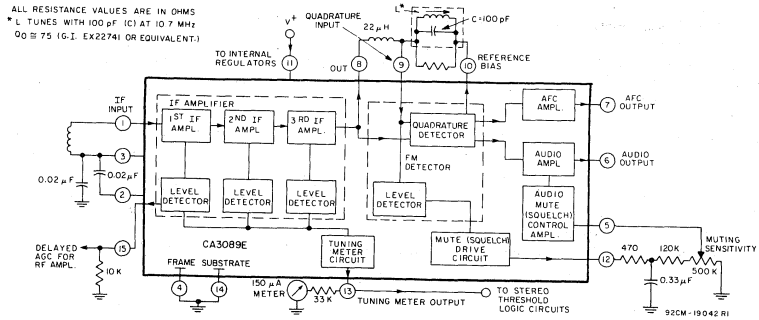 ALL RESISTANCE VALUES ARE IN OHMS
* L TUNES WITH 100 pF (C) AT 10.7 MHz
Q₀ ≅ 75 (G.I. EX22741 OR EQUIVALENT.)
L*
C=100 pF
QUADRATURE
INPUT
22 μH
V+
TO INTERNAL
REGULATORS
11
OUT
8
9
10
REFERENCE
BIAS
IF
INPUT
1
3
2
0.02 μF
0.02 μF
IF AMPLIFIER
1ST IF
AMPL.
2ND IF
AMPL
3RD IF
AMPL.
LEVEL
DETECTOR
LEVEL
DETECTOR
LEVEL
DETECTOR
QUADRATURE
DETECTOR
FM
DETECTOR
LEVEL
DETECTOR
AFC
AMPL.
7
AFC
OUTPUT
AUDIO
AMPL
6
AUDIO
OUTPUT
AUDIO
MUTE
(SQUELCH)
CONTROL
AMPL.
5
MUTING
SENSITIVITY
DELAYED
AGC FOR
RF AMPL.
15
10 K
CA3089E
TUNING
METER
CIRCUIT
MUTE (SQUELCH)
DRIVE
CIRCUIT
12
470
120K
500 K
0.33 μF
FRAME
SUBSTRATE
4
14
150 μA
METER
33 K
13
TUNING METER OUTPUT
TO STEREO
THRESHOLD
LOGIC CIRCUITS
92CM-19042 R1